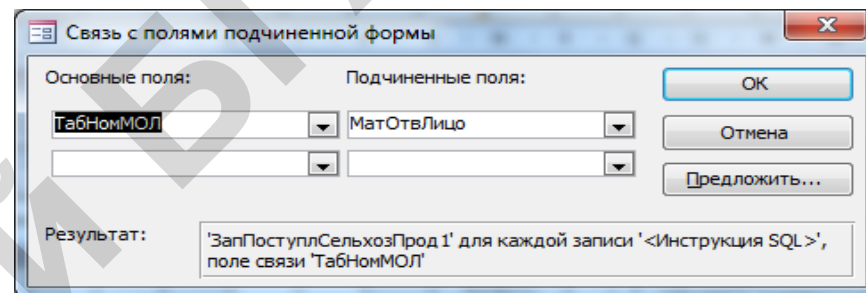 Связь с полями подчиненной формы
Основные поля: Подчиненные поля:
ОК
ТабНомМОЛ МатОтвЛицо
Отмена
Предложить...
Результат: 'ЗапПоступлСельхозПрод1' для каждой записи '<Инструкция SQL>',
поле связи 'ТабНомМОЛ'